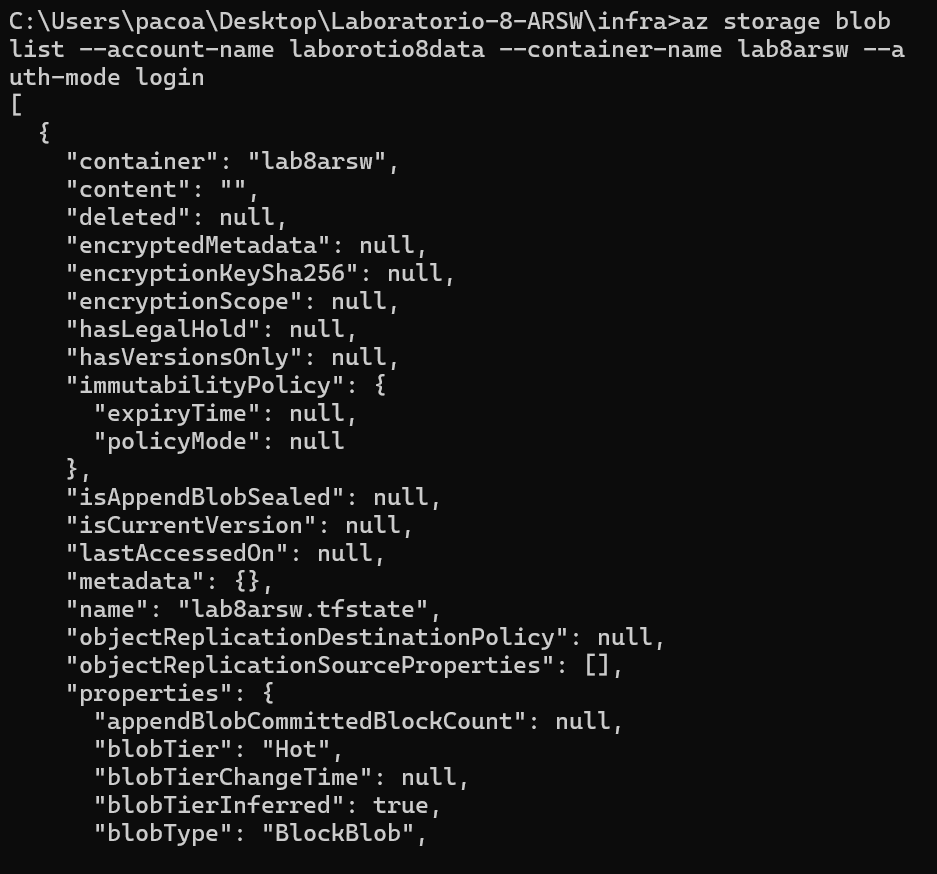 C:\Users\pacoa\Desktop\Laboratorio-8-ARSW\infra>az storage blob
list --account-name laborotio8data --container-name lab8arsw --a
uth-mode login
[
  {
    "container": "lab8arsw",
    "content": "",
    "deleted": null,
    "encryptedMetadata": null,
    "encryptionKeySha256": null,
    "encryptionScope": null,
    "hasLegalHold": null,
    "hasVersionsOnly": null,
    "immutabilityPolicy": {
      "expiryTime": null,
      "policyMode": null
    },
    "isAppendBlobSealed": null,
    "isCurrentVersion": null,
    "lastAccessedOn": null,
    "metadata": {},
    "name": "lab8arsw.tfstate",
    "objectReplicationDestinationPolicy": null,
    "objectReplicationSourceProperties": [],
    "properties": {
      "appendBlobCommittedBlockCount": null,
      "blobTier": "Hot",
      "blobTierChangeTime": null,
      "blobTierInferred": true,
      "blobType": "BlockBlob",